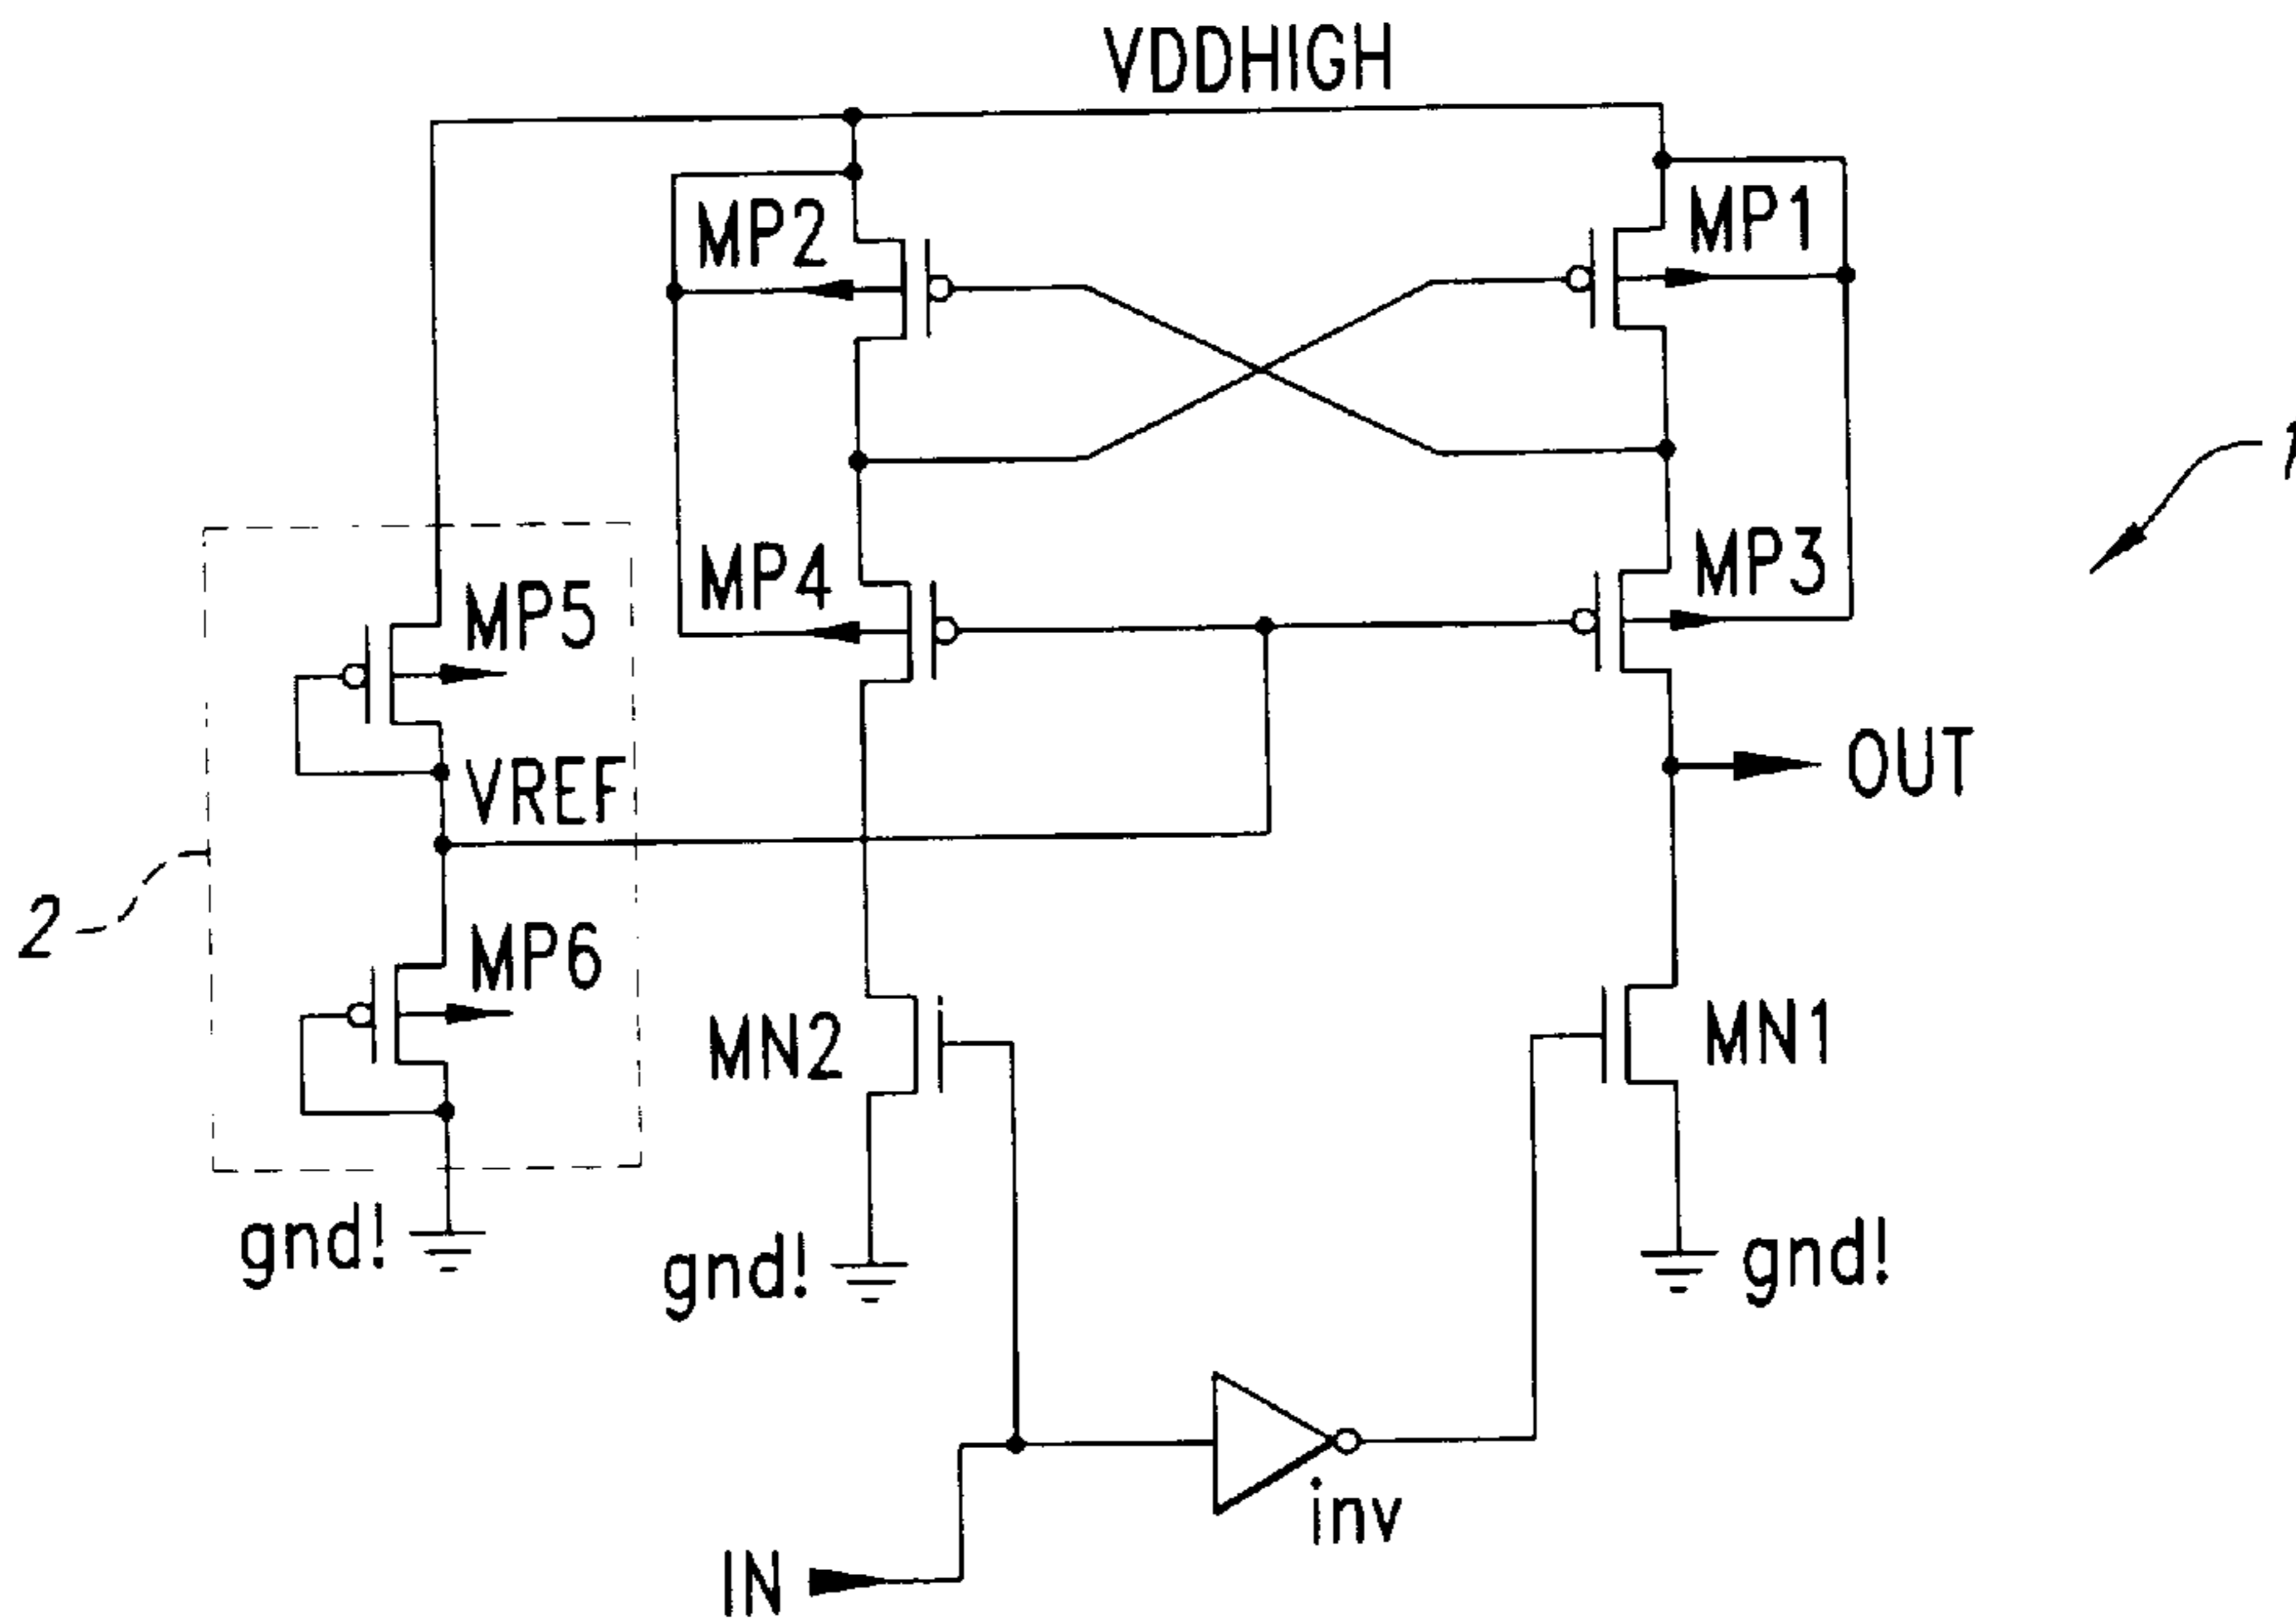 VDDHIGH
MP2
MP1
1
MP4
MP3
MP5
VREF
OUT
2
MP6
MN2
MN1
gnd!
gnd!
gnd!
inv
IN